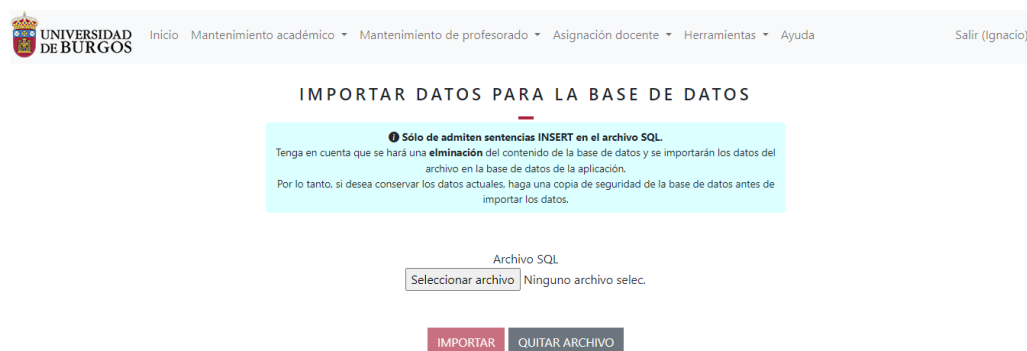 UNIVERSIDAD
DE BURGOS
Inicio Mantenimiento académico Mantenimiento de profesorado Asignación docente Herramientas Ayuda Salir (Ignacio)
IMPORTAR DATOS PARA LA BASE DE DATOS
Sólo de admiten sentencias INSERT en el archivo SQL.
Tenga en cuenta que se hará una elminación del contenido de la base de datos y se importarán los datos del
archivo en la base de datos de la aplicación.
Por lo tanto, si desea conservar los datos actuales, haga una copia de seguridad de la base de datos antes de
importar los datos.
Archivo SQL
Seleccionar archivo Ninguno archivo selec.
IMPORTAR QUITAR ARCHIVO